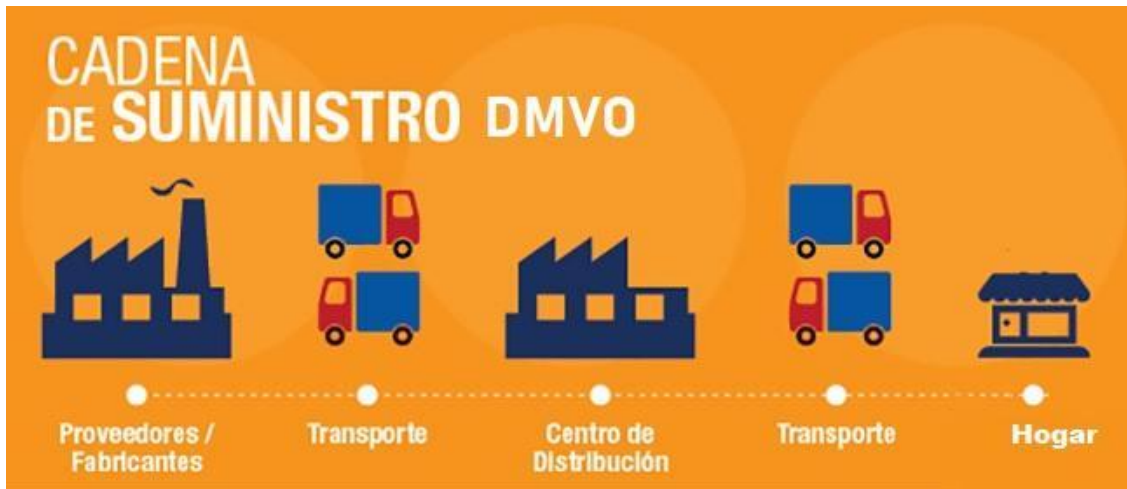 CADENA
DE SUMINISTRO DMVO
Proveedores /
Fabricantes
Transporte
Centro de
Distribución
Transporte
Hogar